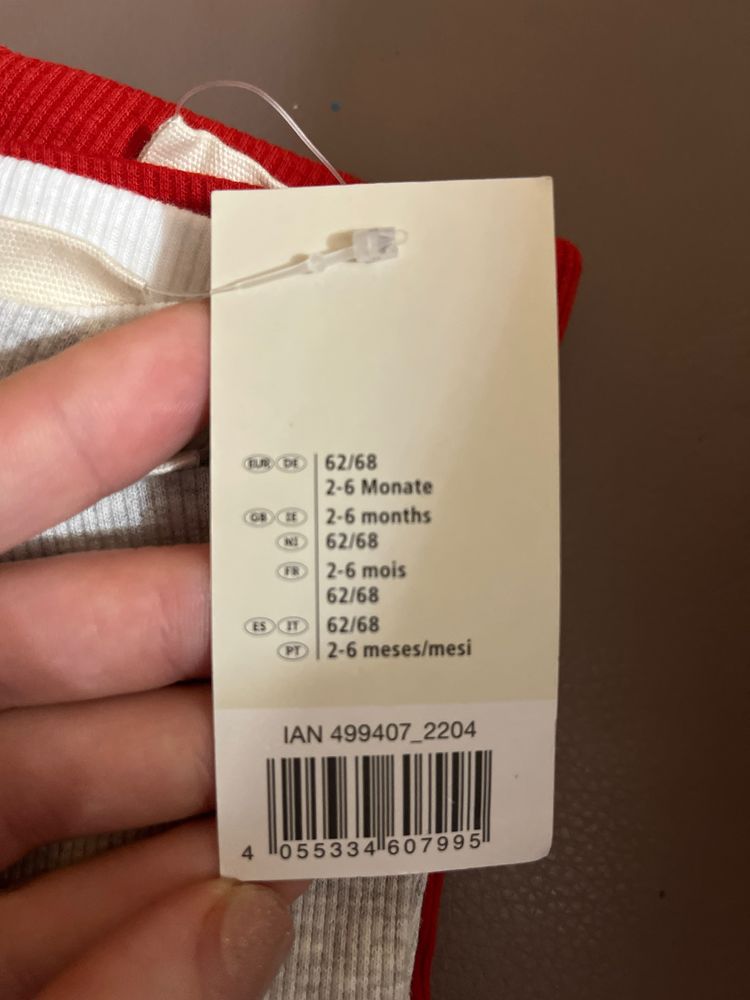 EUR DE 62/68
2-6 Monate
GB IE 2-6 months
NI 62/68
FR 2-6 mois
62/68
ES IT 62/68
PT 2-6 meses/mesi
IAN 499407_2204
4 055334 607995